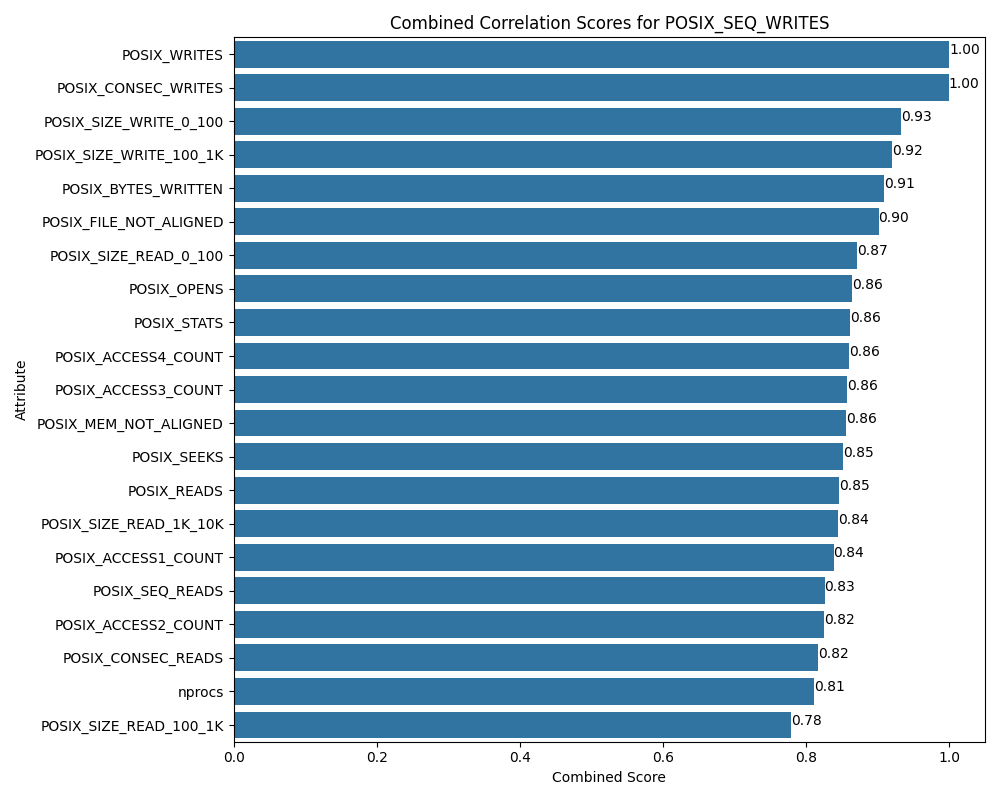 Combined Correlation Scores for POSIX_SEQ_WRITES
POSIX_WRITES 1.00
POSIX_CONSEC_WRITES 1.00
POSIX_SIZE_WRITE_0_100 0.93
POSIX_SIZE_WRITE_100_1K 0.92
POSIX_BYTES_WRITTEN 0.91
POSIX_FILE_NOT_ALIGNED 0.90
POSIX_SIZE_READ_0_100 0.87
POSIX_OPENS 0.86
POSIX_STATS 0.86
POSIX_ACCESS4_COUNT 0.86
POSIX_ACCESS3_COUNT 0.86
POSIX_MEM_NOT_ALIGNED 0.86
POSIX_SEEKS 0.85
POSIX_READS 0.85
POSIX_SIZE_READ_1K_10K 0.84
POSIX_ACCESS1_COUNT 0.84
POSIX_SEQ_READS 0.83
POSIX_ACCESS2_COUNT 0.82
POSIX_CONSEC_READS 0.82
nprocs 0.81
POSIX_SIZE_READ_100_1K 0.78
Attribute
0.0 0.2 0.4 0.6 0.8 1.0
Combined Score